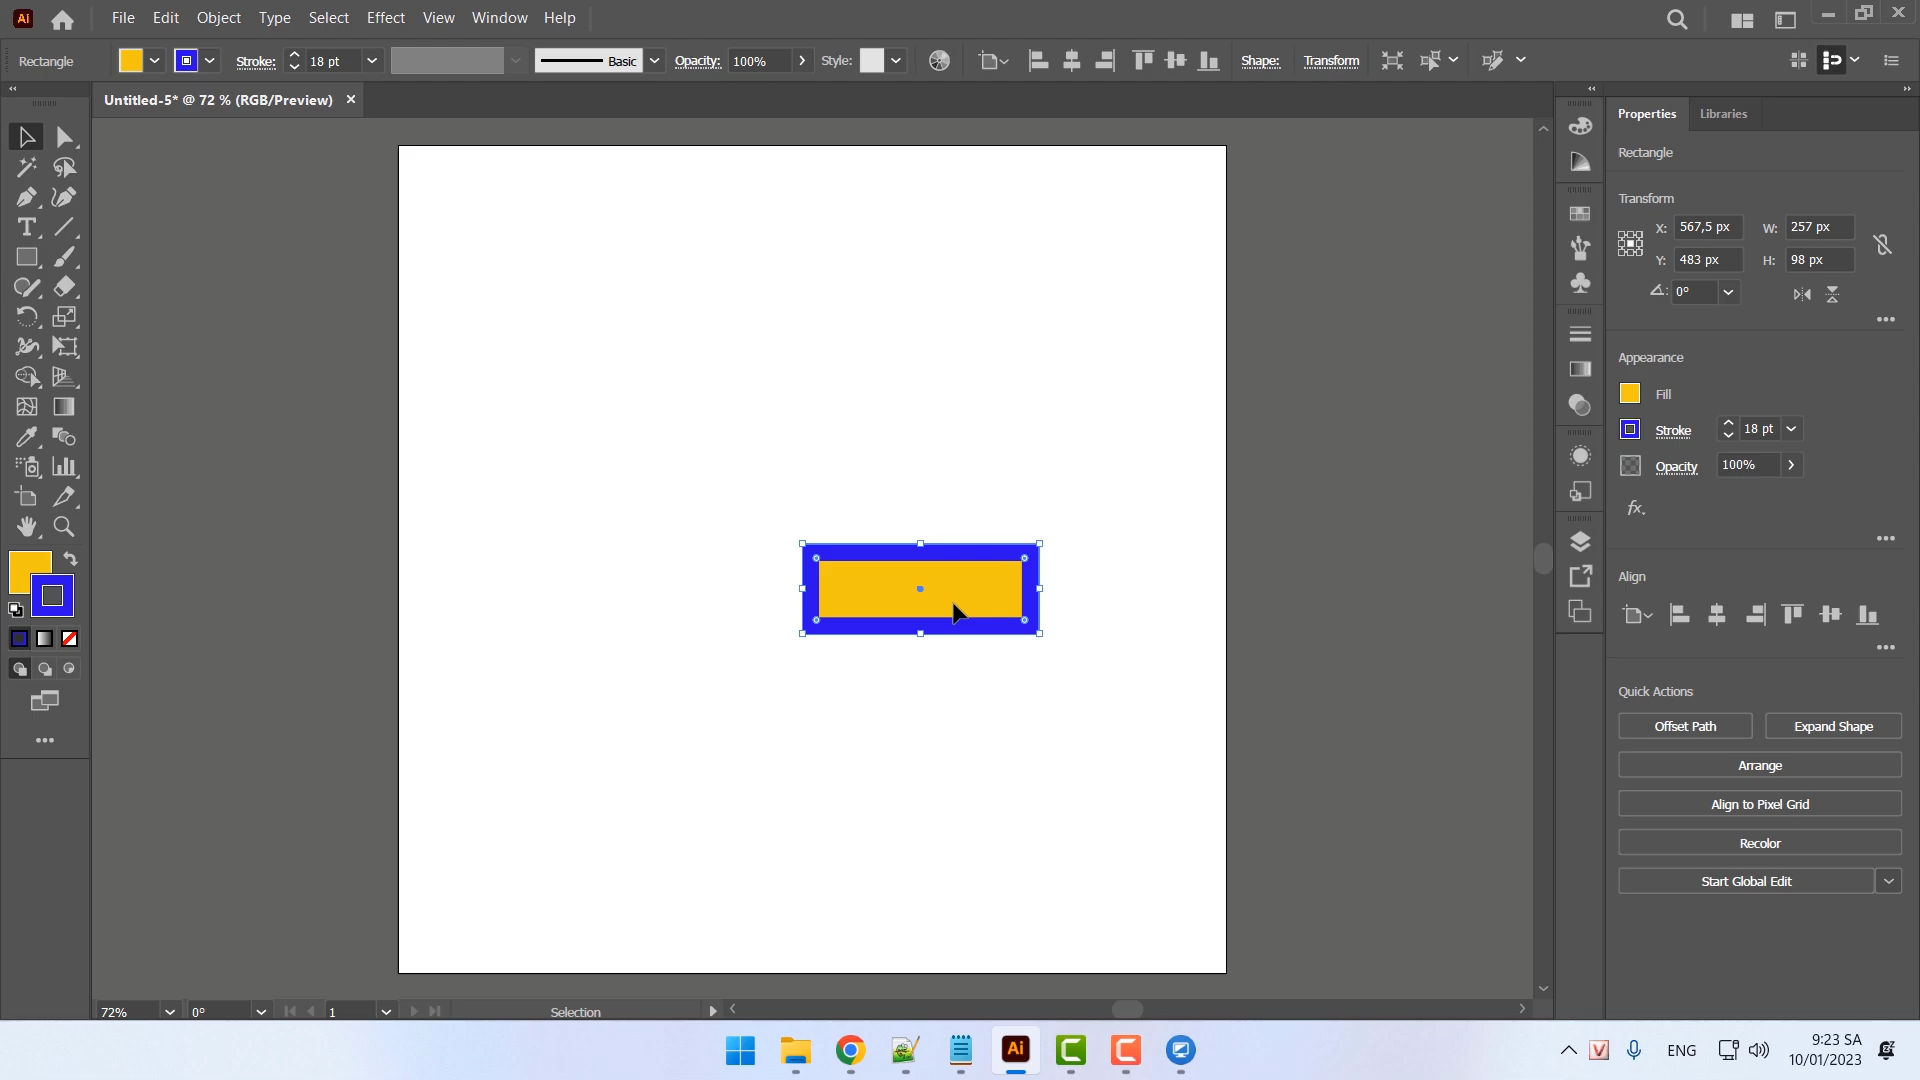 Ai File Edit Object Type Select Effect View Window Help
Rectangle Stroke: 18 pt Basic Opacity: 100% Style: Shape: Transform
Untitled-5* @ 72 % (RGB/Preview)
Properties Libraries
Rectangle
Transform
X: 567,5 px W: 257 px
Y: 483 px H: 98 px
0°
Appearance
Fill
Stroke 18 pt
Opacity 100%
fx.
Align
Quick Actions
Offset Path Expand Shape
Arrange
Align to Pixel Grid
Recolor
Start Global Edit
72% 0° 1 Selection
Ai ENG 9:23 SA
10/01/2023